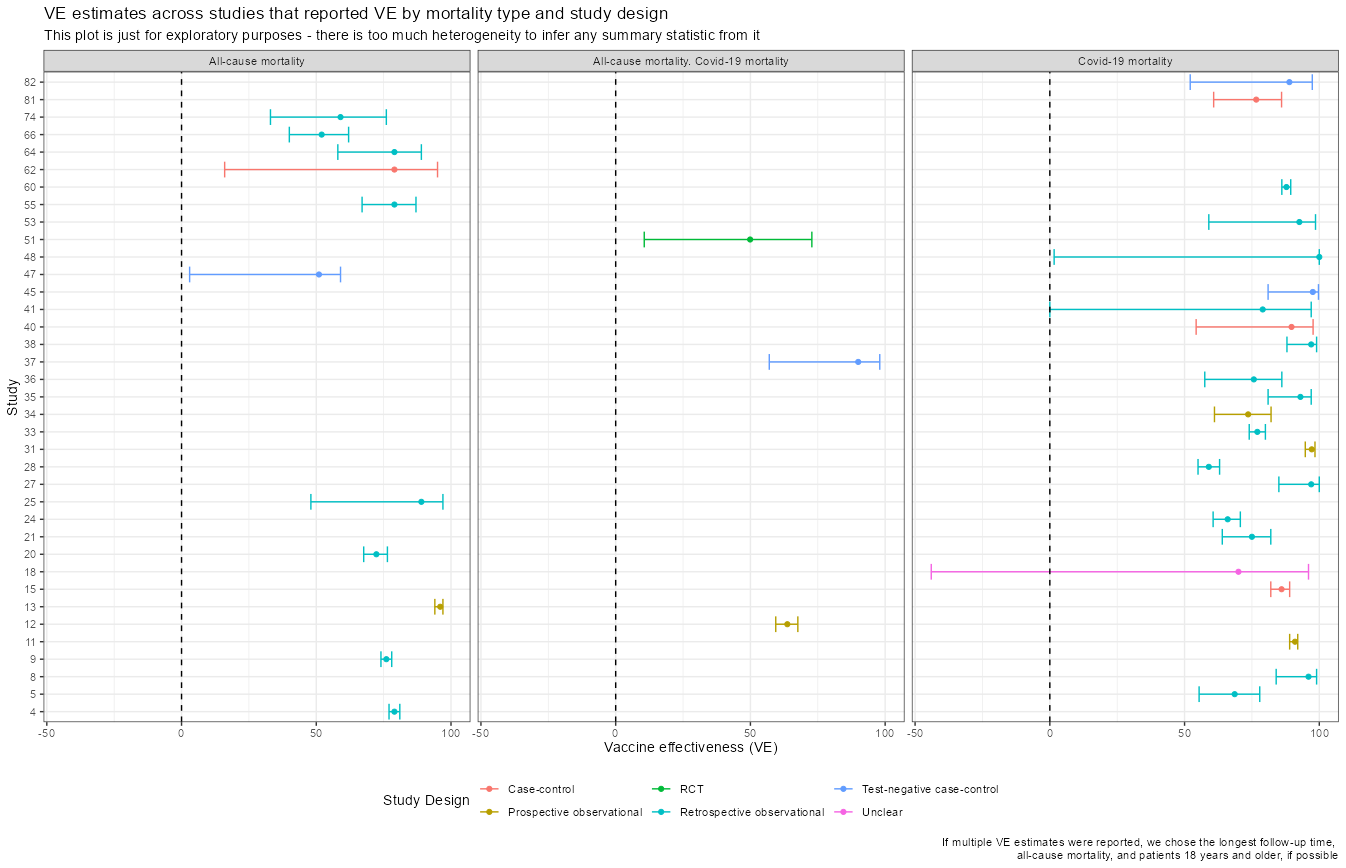 VE estimates across studies that reported VE by mortality type and study design
This plot is just for exploratory purposes - there is too much heterogeneity to infer any summary statistic from it
All-cause mortality
All-cause mortality. Covid-19 mortality
Covid-19 mortality
Study
82
81
74
66
64
62
60
55
53
51
48
47
45
41
40
38
37
36
35
34
33
31
28
27
25
24
21
20
18
15
13
12
11
9
8
5
4
-50 0 50 100
-50 0 50 100
-50 0 50 100
Vaccine effectiveness (VE)
Study Design
Case-control
RCT
Test-negative case-control
Prospective observational
Retrospective observational
Unclear
If multiple VE estimates were reported, we chose the longest follow-up time,
all-cause mortality, and patients 18 years and older, if possible